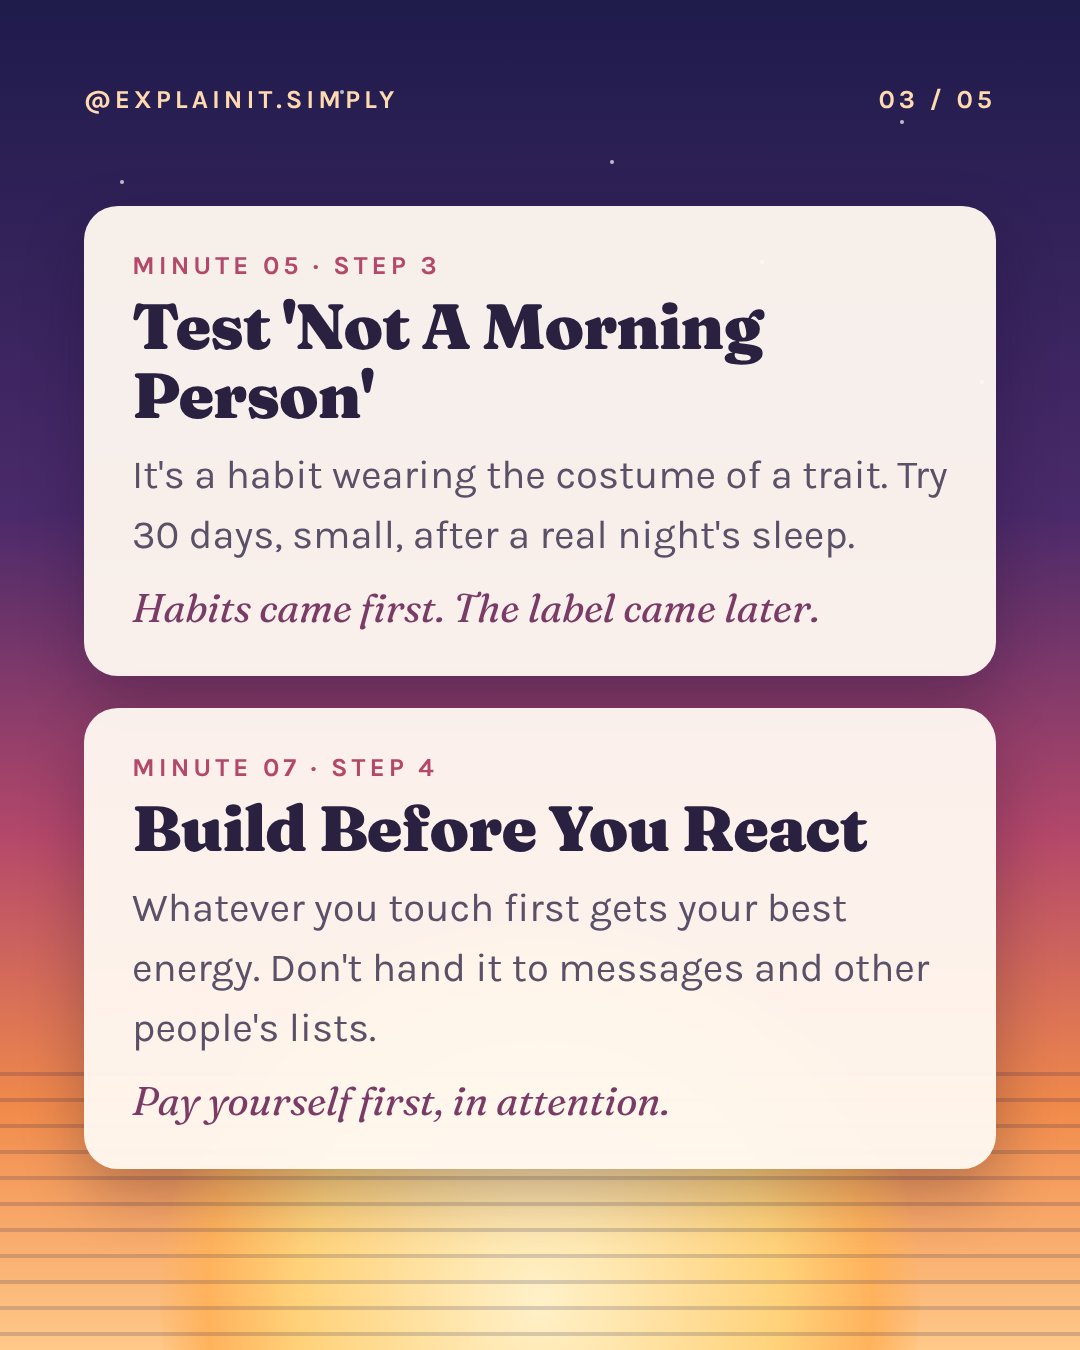 @EXPLAINIT.SIMPLY
03 / 05
MINUTE 05 · STEP 3
Test 'Not A Morning
Person'
It's a habit wearing the costume of a trait. Try
30 days, small, after a real night's sleep.
Habits came first. The label came later.
MINUTE 07 · STEP 4
Build Before You React
Whatever you touch first gets your best
energy. Don't hand it to messages and other
people's lists.
Pay yourself first, in attention.